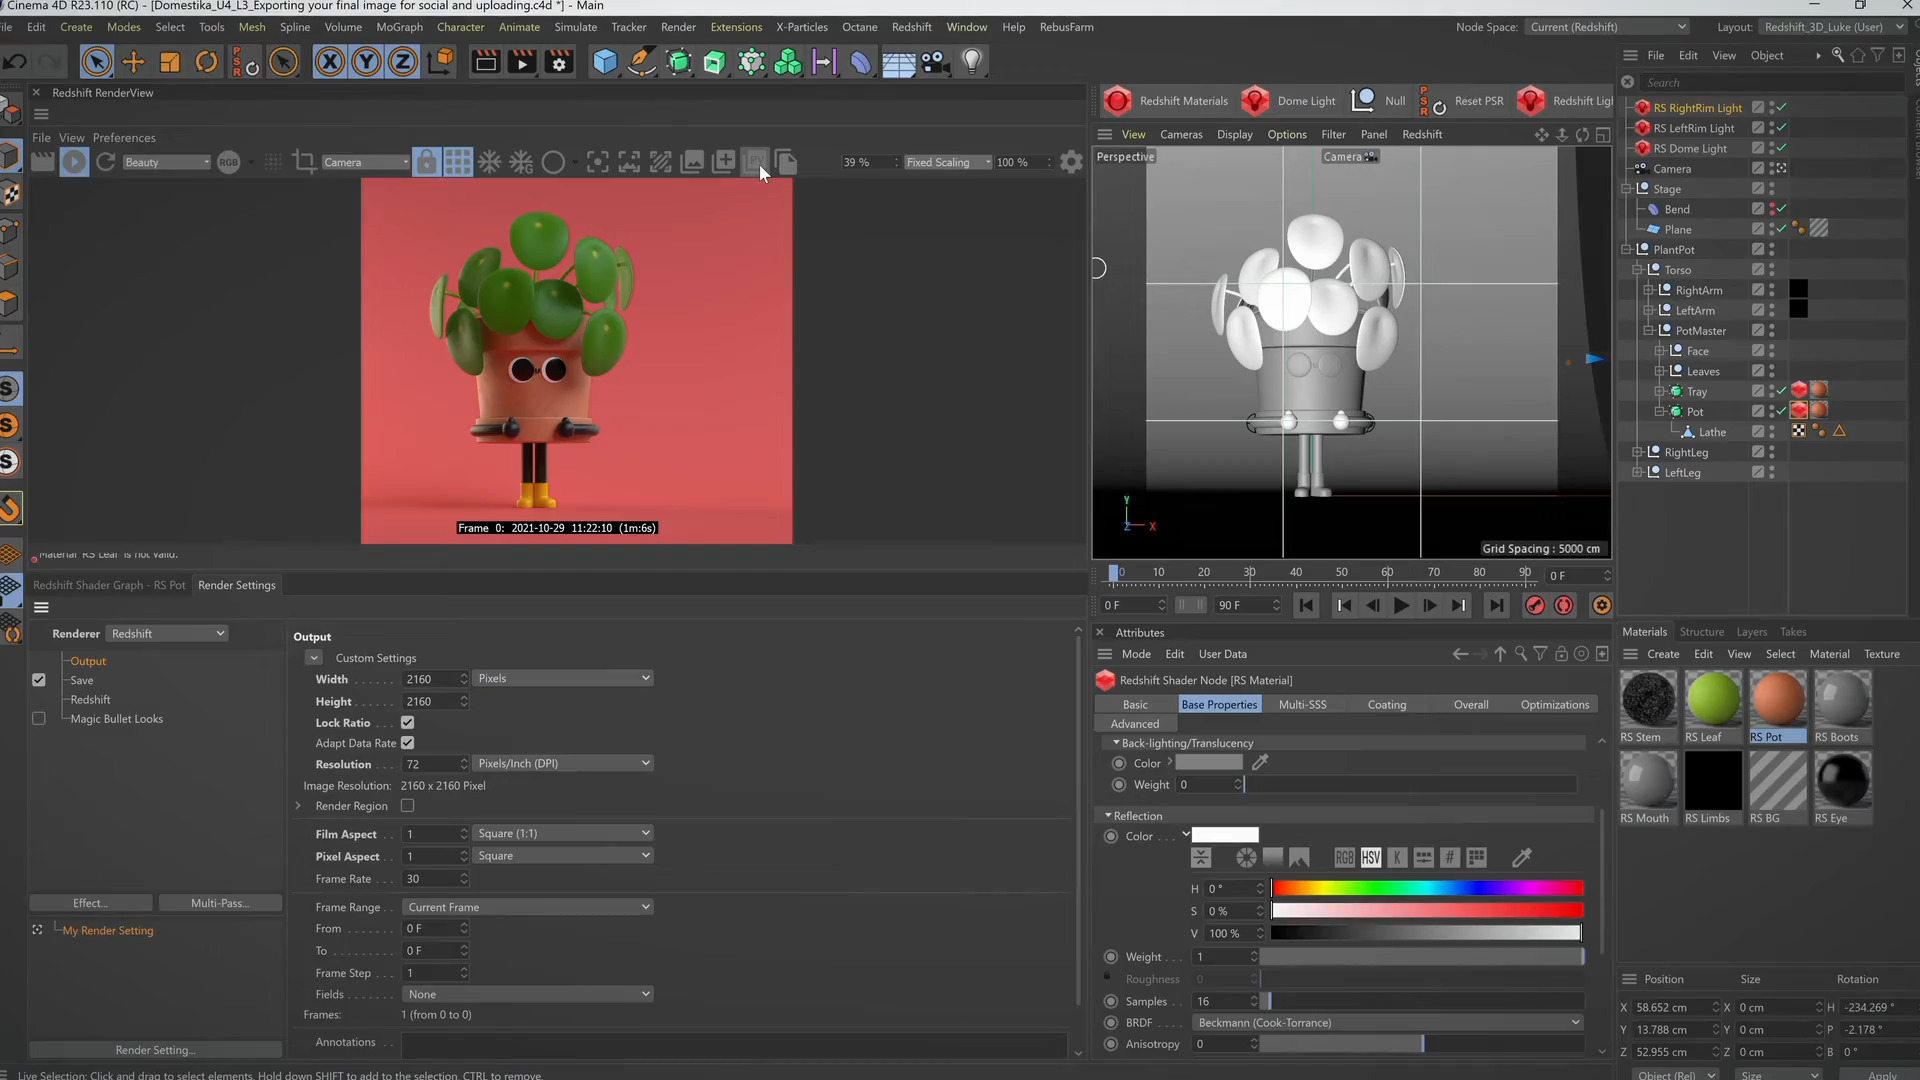 Cinema 4D R23.110 (RC) - [Domestika_U4_L3_Exporting your final image for social and uploading.c4d *] - Main
Edit Create Modes Select Tools Mesh Spline Volume MoGraph Character Animate Simulate Tracker Render Extensions X-Particles Octane Redshift Window Help RebusFarm
Node Space: Current (Redshift) Layout: Redshift_3D_Luke (User)
File Edit View Object
Search
Redshift RenderView
File View Preferences
Beauty RGB Camera PV 39 % Fixed Scaling 100 %
Frame 0: 2021-10-29 11:22:10 (1m:6s)
Material 'RS Leaf' is not valid.
PSR
X Y Z
Redshift Materials Dome Light Null PSR Reset PSR Redshift Ligh
View Cameras Display Options Filter Panel Redshift
Perspective
Camera
Y
Z X
Grid Spacing : 5000 cm
0 10 20 30 40 50 60 70 80 90 0 F
0 F 90 F
RS RightRim Light
RS LeftRim Light
RS Dome Light
Camera
Stage
Bend
Plane
PlantPot
Torso
RightArm
LeftArm
PotMaster
Face
Leaves
Tray
Pot
Lathe
RightLeg
LeftLeg
Redshift Shader Graph - RS Pot Render Settings
Renderer Redshift
Output
Save
Redshift
Magic Bullet Looks
Effect... Multi-Pass...
My Render Setting
Render Setting...
Output
Custom Settings
Width 2160 Pixels
Height 2160
Lock Ratio
Adapt Data Rate
Resolution 72 Pixels/Inch (DPI)
Image Resolution: 2160 x 2160 Pixel
Render Region
Film Aspect 1 Square (1:1)
Pixel Aspect 1 Square
Frame Rate 30
Frame Range Current Frame
From 0 F
To 0 F
Frame Step 1
Fields None
Frames: 1 (from 0 to 0)
Annotations
Attributes
Mode Edit User Data
Redshift Shader Node [RS Material]
Basic Base Properties Multi-SSS Coating Overall Optimizations
Advanced
Back-lighting/Translucency
Color
Weight 0
Reflection
Color
RGB HSV K #
H 0 °
S 0 %
V 100 %
Weight 1
Roughness 0
Samples 16
BRDF Beckmann (Cook-Torrance)
Anisotropy 0
Materials Structure Layers Takes
Create Edit View Select Material Texture
RS Stem RS Leaf RS Pot RS Boots
RS Mouth RS Limbs RS BG RS Eye
Position Size Rotation
X 58.652 cm X 0 cm H -234.269 °
Y 13.788 cm Y 0 cm P -2.178 °
Z 52.955 cm Z 0 cm B 0 °
Object (Rel) Size Apply
Live Selection: Click and drag to select elements. Hold down SHIFT to add to the selection, CTRL to remove.